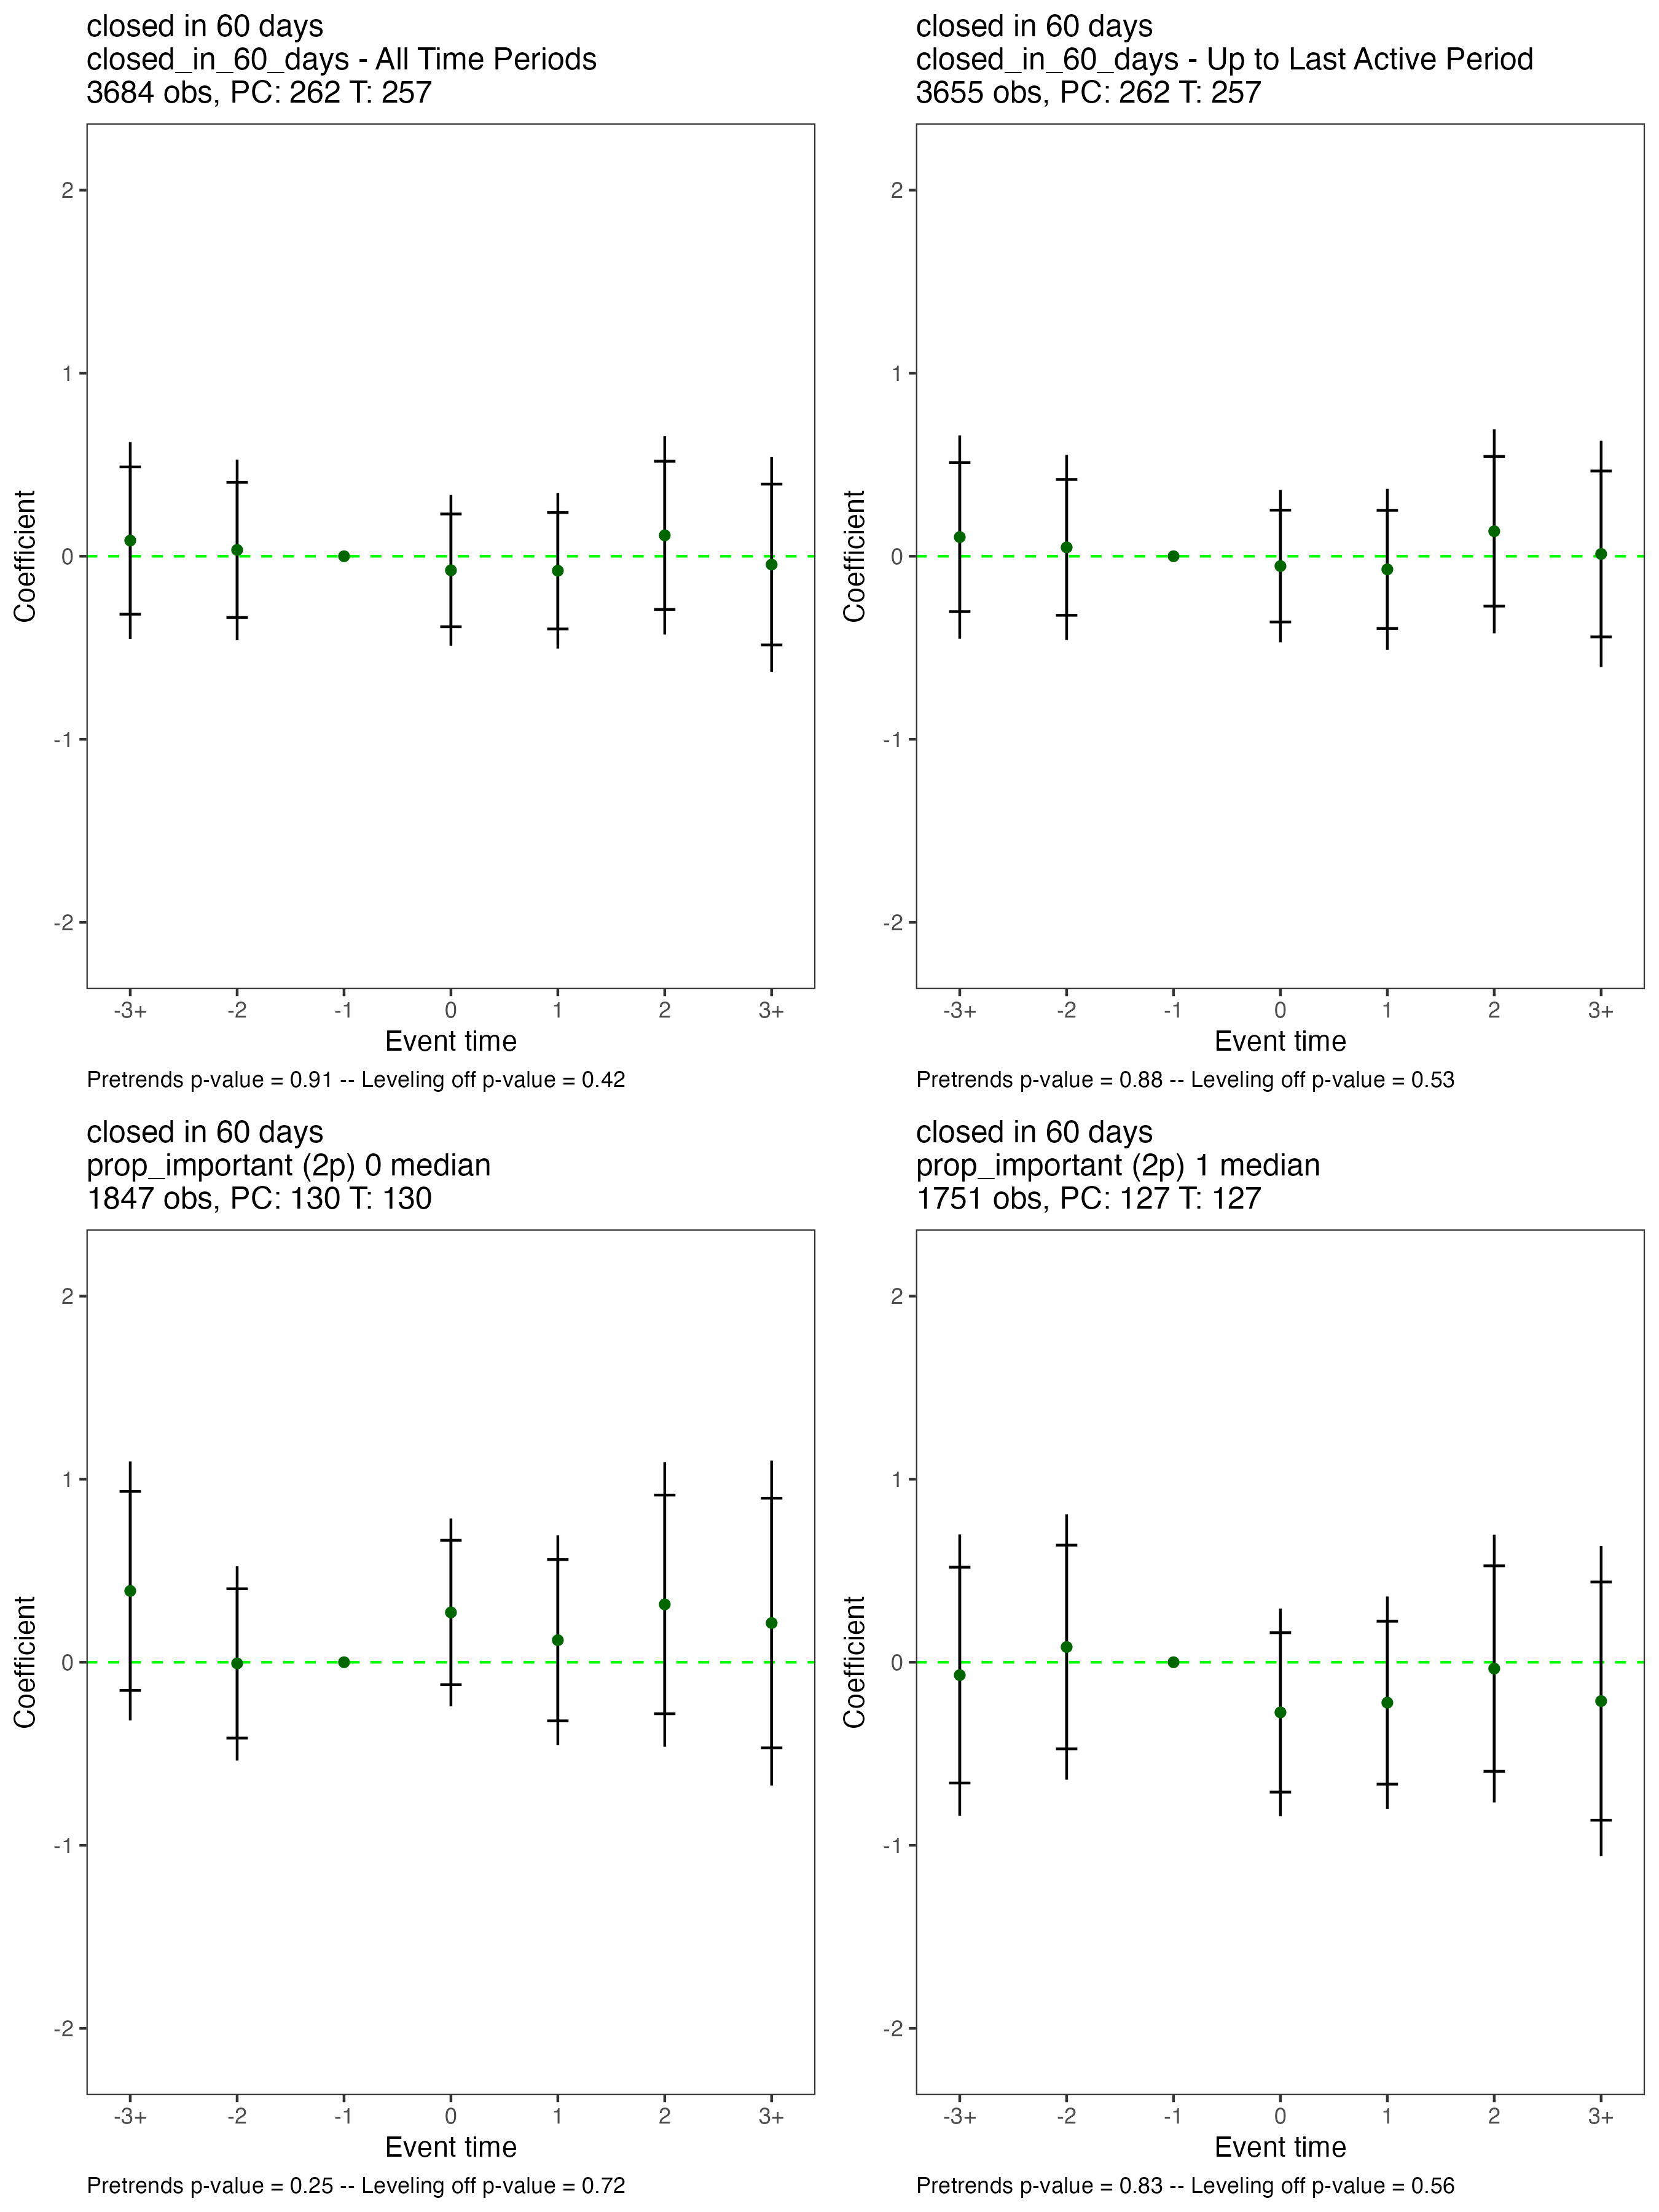 closed in 60 days
closed_in_60_days - All Time Periods
3684 obs, PC: 262 T: 257
2
1
0
-1
-2
Coefficient
-3+ -2 -1 0 1 2 3+
Event time
Pretrends p-value = 0.91 -- Leveling off p-value = 0.42
closed in 60 days
closed_in_60_days - Up to Last Active Period
3655 obs, PC: 262 T: 257
2
1
0
-1
-2
Coefficient
-3+ -2 -1 0 1 2 3+
Event time
Pretrends p-value = 0.88 -- Leveling off p-value = 0.53
closed in 60 days
prop_important (2p) 0 median
1847 obs, PC: 130 T: 130
2
1
0
-1
-2
Coefficient
-3+ -2 -1 0 1 2 3+
Event time
Pretrends p-value = 0.25 -- Leveling off p-value = 0.72
closed in 60 days
prop_important (2p) 1 median
1751 obs, PC: 127 T: 127
2
1
0
-1
-2
Coefficient
-3+ -2 -1 0 1 2 3+
Event time
Pretrends p-value = 0.83 -- Leveling off p-value = 0.56